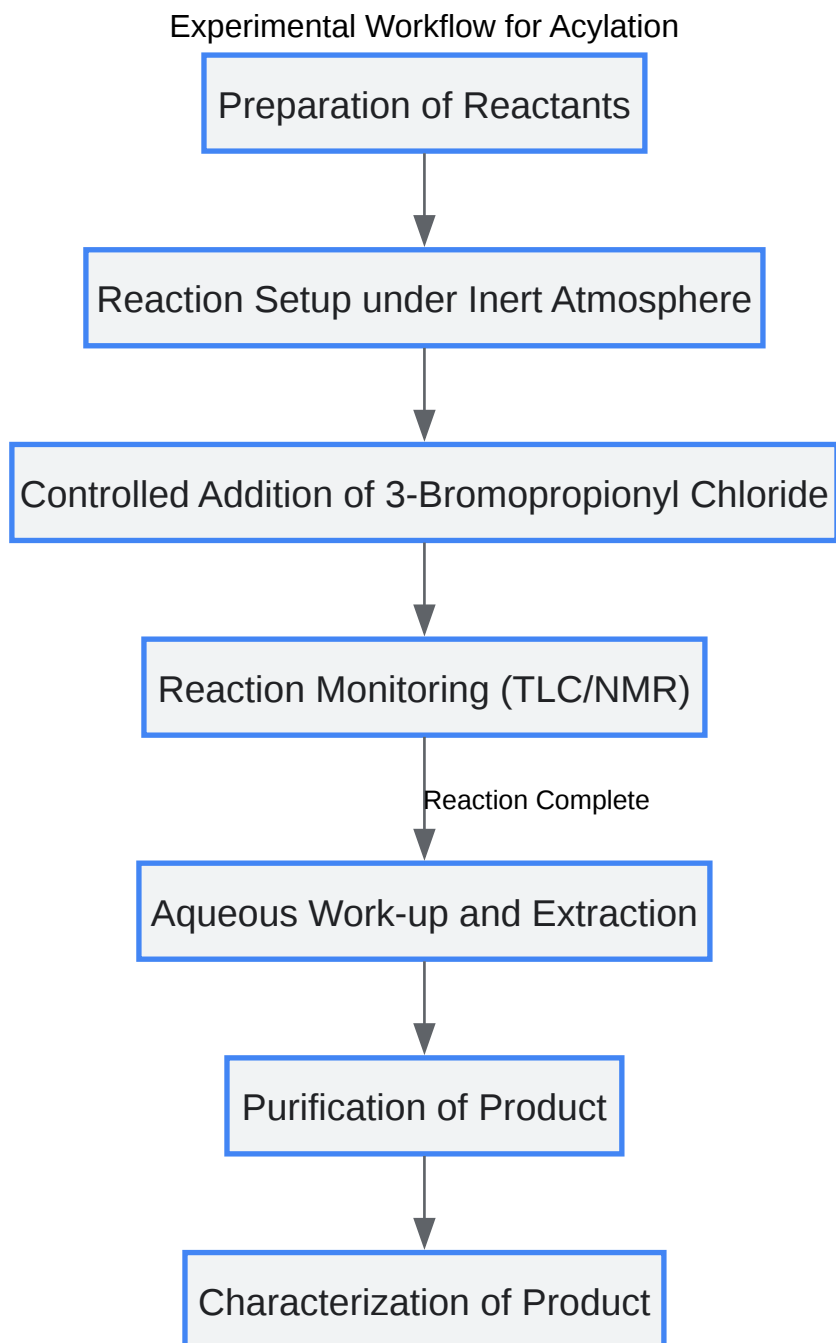 Experimental Workflow for Acylation
Preparation of Reactants
Reaction Setup under Inert Atmosphere
Controlled Addition of 3-Bromopropionyl Chloride
Reaction Monitoring (TLC/NMR)
Reaction Complete
Aqueous Work-up and Extraction
Purification of Product
Characterization of Product